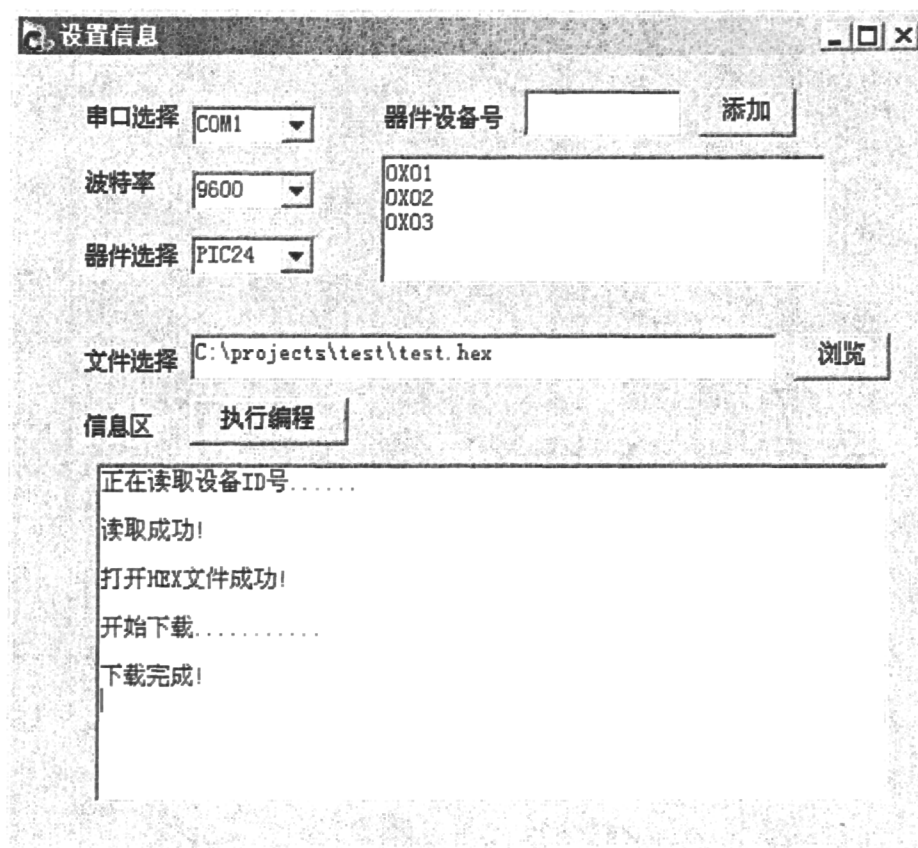 设置信息
串口选择 COM1 器件设备号 添加
波特率 9600
OX01
OX02
OX03
器件选择 PIC24
文件选择 C:\projects\test\test.hex 浏览
信息区 执行编程
正在读取设备ID号......
读取成功!
打开HEX文件成功!
开始下载...........
下载完成!